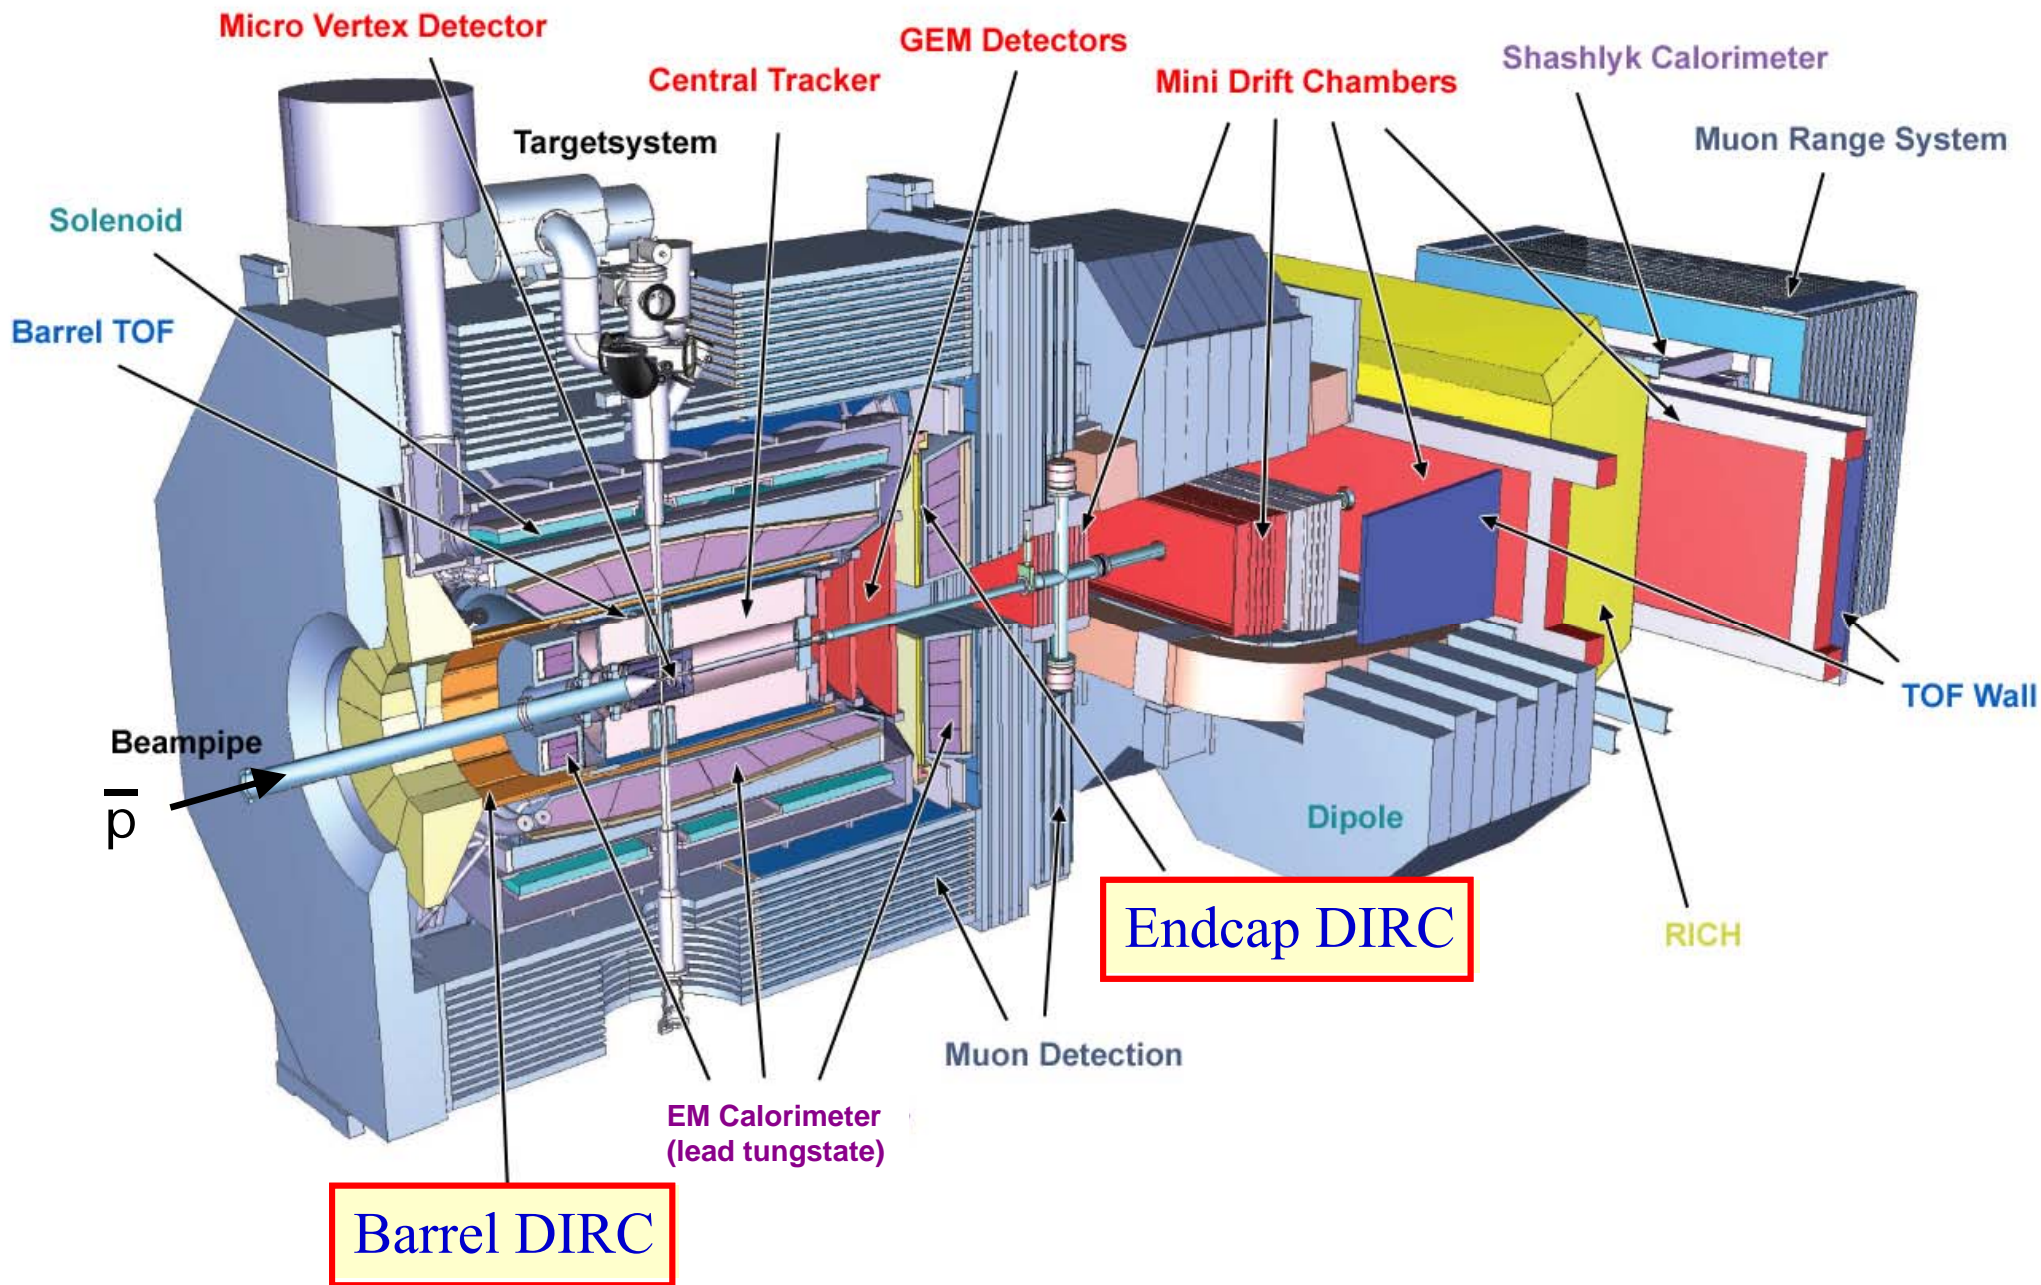 Micro Vertex Detector
GEM Detectors
Central Tracker
Mini Drift Chambers
Shashlyk Calorimeter
Targetsystem
Muon Range System
Solenoid
Barrel TOF
TOF Wall
Beampipe
p̅
Dipole
Endcap DIRC
RICH
Muon Detection
EM Calorimeter
(lead tungstate)
Barrel DIRC